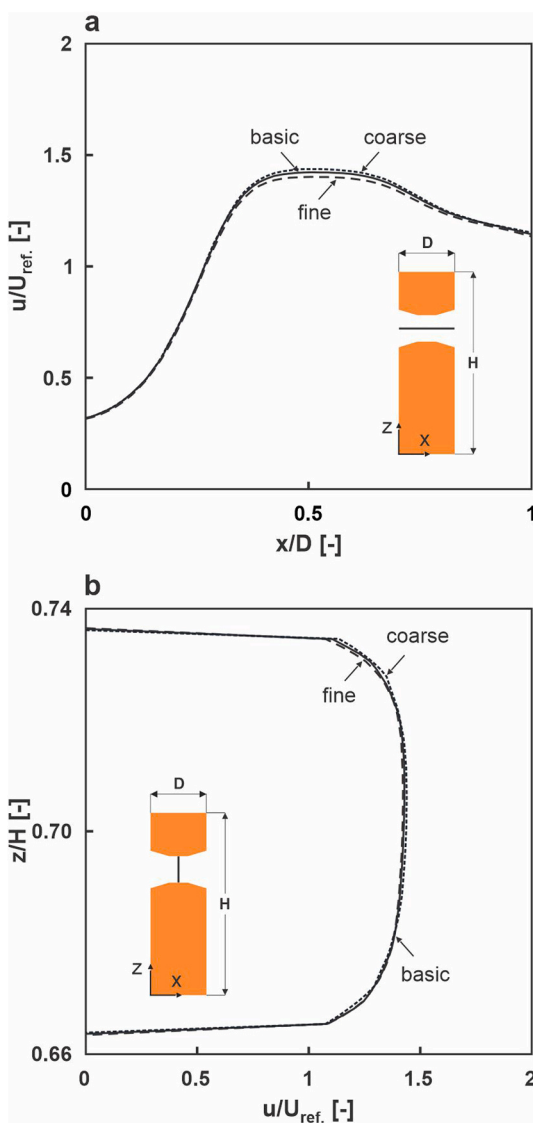 a
2
1.5
1
0.5
0
u/Uref. [-]
basic
coarse
fine
D
H
Z
X
0
0.5
1
x/D [-]
b
0.74
0.70
0.66
z/H [-]
coarse
fine
D
H
Z
X
basic
0
0.5
1
1.5
2
u/Uref. [-]